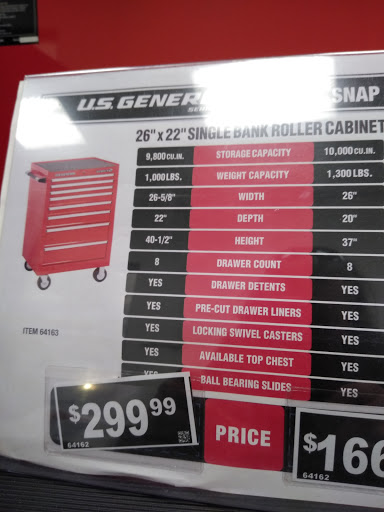 U.S. GENER
SNAP
26" x 22" SINGLE BANK ROLLER CABINET
9,800 CU.IN. STORAGE CAPACITY 10,000 CU.IN.
1,000 LBS. WEIGHT CAPACITY 1,300 LBS.
26-5/8" WIDTH 26"
22" DEPTH 20"
40-1/2" HEIGHT 37"
8 DRAWER COUNT 8
YES DRAWER DETENTS YES
YES PRE-CUT DRAWER LINERS YES
YES LOCKING SWIVEL CASTERS YES
YES AVAILABLE TOP CHEST YES
YES BALL BEARING SLIDES YES
ITEM 64163
$299.99
64162
PRICE
$166
64162